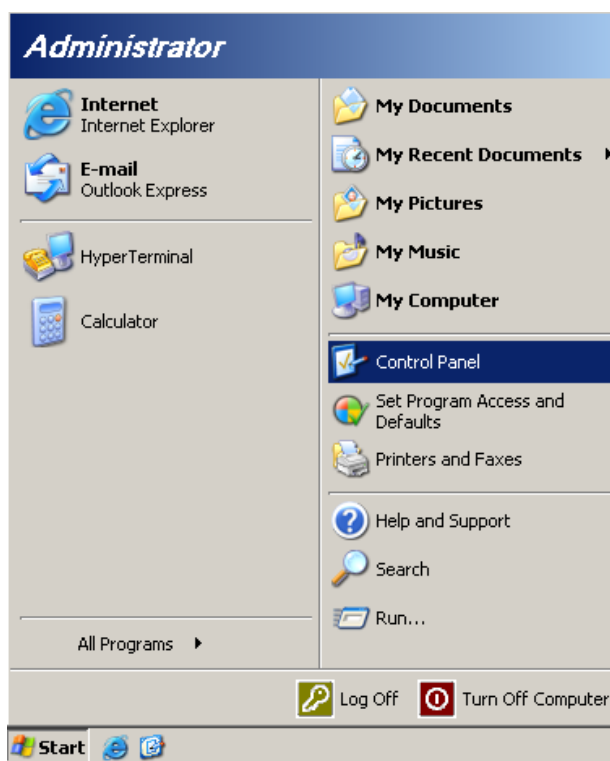 Administrator
Internet
Internet Explorer
E-mail
Outlook Express
HyperTerminal
Calculator
All Programs
My Documents
My Recent Documents
My Pictures
My Music
My Computer
Control Panel
Set Program Access and
Defaults
Printers and Faxes
Help and Support
Search
Run...
Log Off
Turn Off Computer
Start